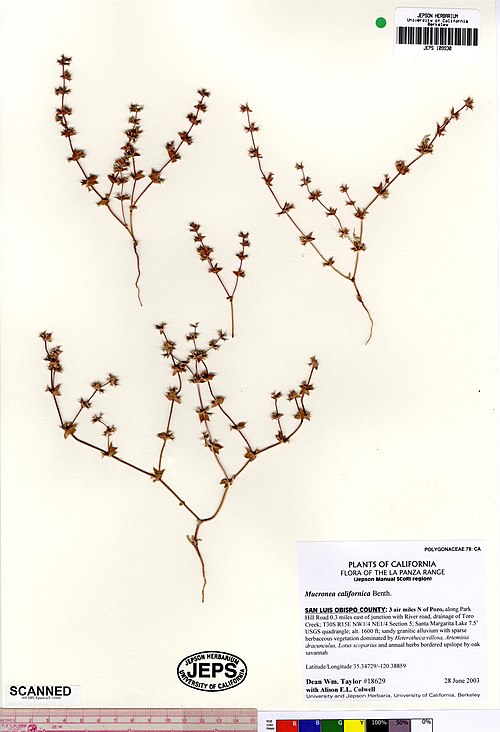 JEPSON HERBARIUM
University of California
Berkeley
JEPS 109930
POLYGONACEAE 78: CA
PLANTS OF CALIFORNIA
FLORA OF THE LA PANZA RANGE
(Jepson Manual SCoRI region)
Mucronea californica Benth.
SAN LUIS OBISPO COUNTY: 3 air miles N of Pozo, along Park
Hill Road 0.3 miles east of junction with River road, drainage of Toro
Creek; T30S R15E NW1/4 NE1/4 Section 5; Santa Margarita Lake 7.5'
USGS quadrangle; alt. 1600 ft; sandy granitic alluvium with sparse
herbaceous vegetation dominated by Heterotheca villosa, Artemisia
dracunculus, Lotus scoparius and annual herbs bordered upslope by oak
savannah
Latitude/Longitude 35.34729/-120.38859
Dean Wm. Taylor #18629 28 June 2003
with Alison E.L. Colwell
University and Jepson Herbaria, University of California, Berkeley
JEPSON HERBARIUM
JEPS
UNIVERSITY OF CALIFORNIA
SCANNED
R B G Y 100% 50% 0%